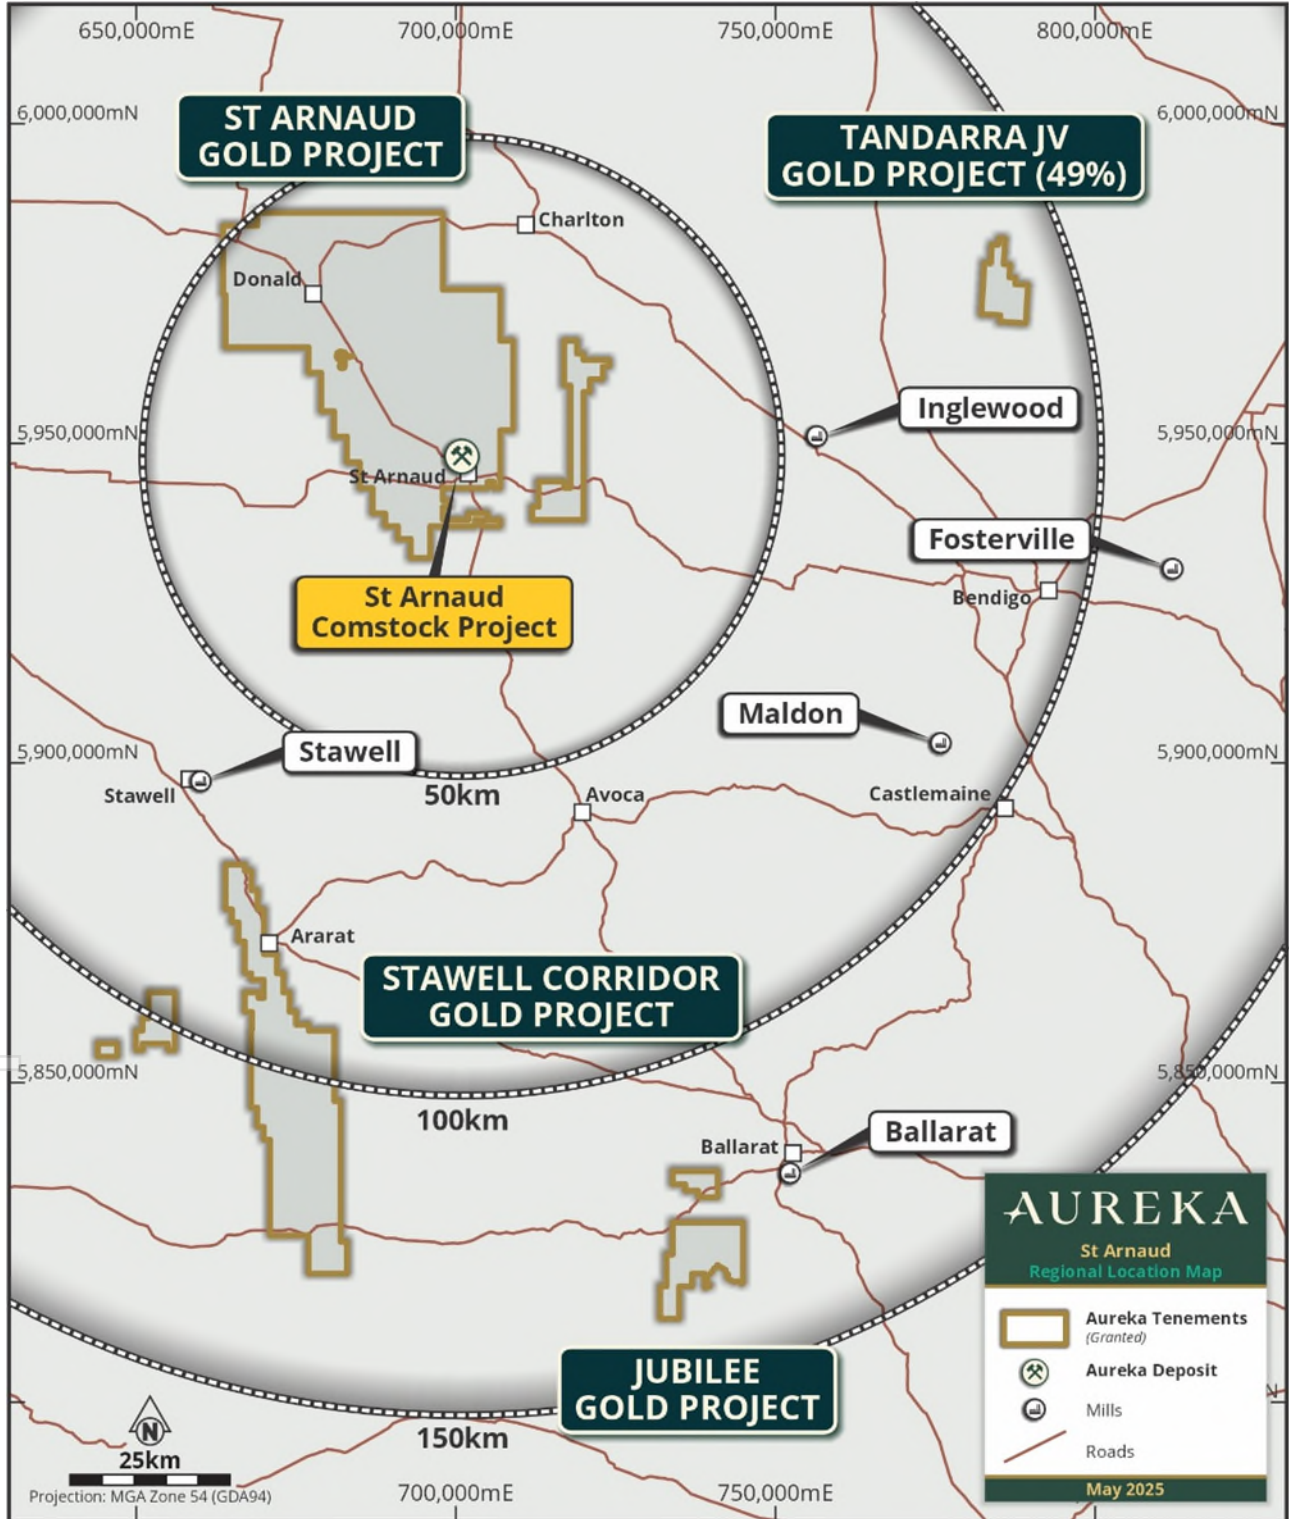 650,000mE
700,000mE
750,000mE
800,000mE
6,000,000mN
6,000,000mN
ST ARNAUD
GOLD PROJECT
TANDARRA JV
GOLD PROJECT (49%)
Charlton
Donald
Inglewood
5,950,000mN
5,950,000mN
St Arnaud
Fosterville
Bendigo
St Arnaud
Comstock Project
Maldon
5,900,000mN
5,900,000mN
Stawell
Stawell
50km
Avoca
Castlemaine
Ararat
STAWELL CORRIDOR
GOLD PROJECT
5,850,000mN
5,850,000mN
100km
Ballarat
Ballarat
JUBILEE
GOLD PROJECT
150km
N
25km
Projection: MGA Zone 54 (GDA94)
700,000mE
750,000mE
AUREKA
St Arnaud
Regional Location Map
Aureka Tenements
(Granted)
Aureka Deposit
Mills
Roads
May 2025